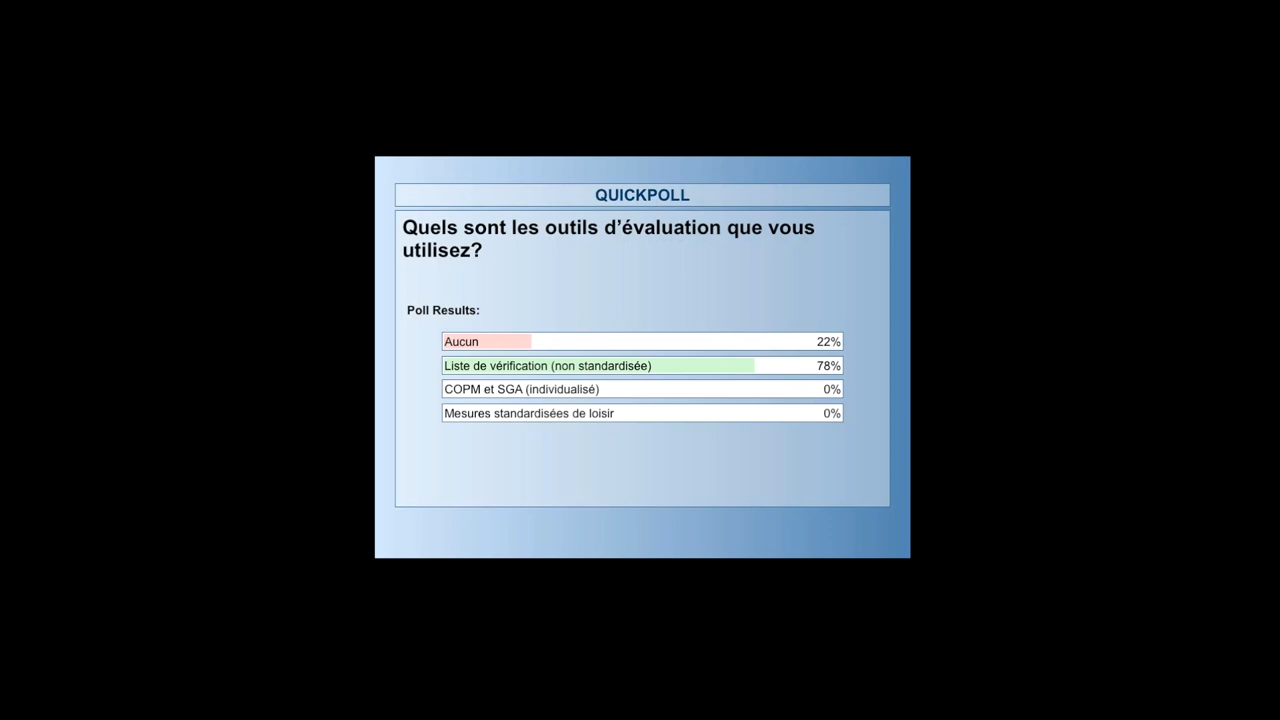 QUICKPOLL
Quels sont les outils d’évaluation que vous
utilisez?
Poll Results:
Aucun 22%
Liste de vérification (non standardisée) 78%
COPM et SGA (individualisé) 0%
Mesures standardisées de loisir 0%